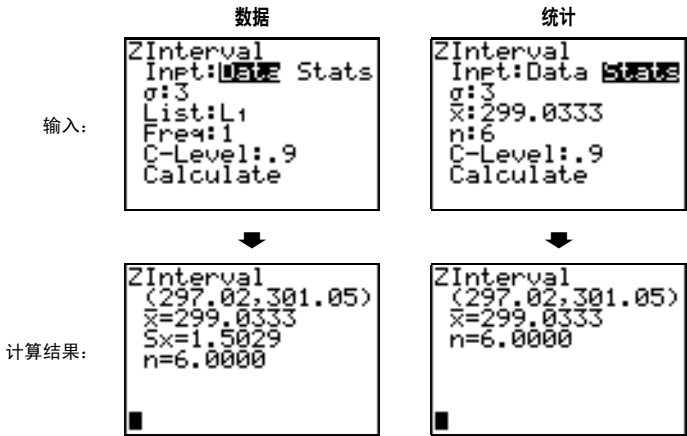 数据
统计
输入：
ZInterval
Inpt:Data Stats
σ:3
List:L₁
Freq:1
C-Level:.9
Calculate
ZInterval
Inpt:Data Stats
σ:3
x̄:299.0333
n:6
C-Level:.9
Calculate
计算结果：
ZInterval
(297.02,301.05)
x̄=299.0333
Sx=1.5029
n=6.0000
ZInterval
(297.02,301.05)
x̄=299.0333
n=6.0000